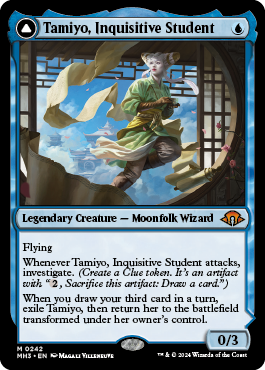 Tamiyo, Inquisitive Student
Legendary Creature — Moonfolk Wizard
Flying
Whenever Tamiyo, Inquisitive Student attacks,
investigate. (Create a Clue token. It's an artifact
with “2, Sacrifice this artifact: Draw a card.”)
When you draw your third card in a turn,
exile Tamiyo, then return her to the battlefield
transformed under her owner's control.
0/3
M 0242
MH3 • EN Magali Villeneuve
™ & © 2024 Wizards of the Coast